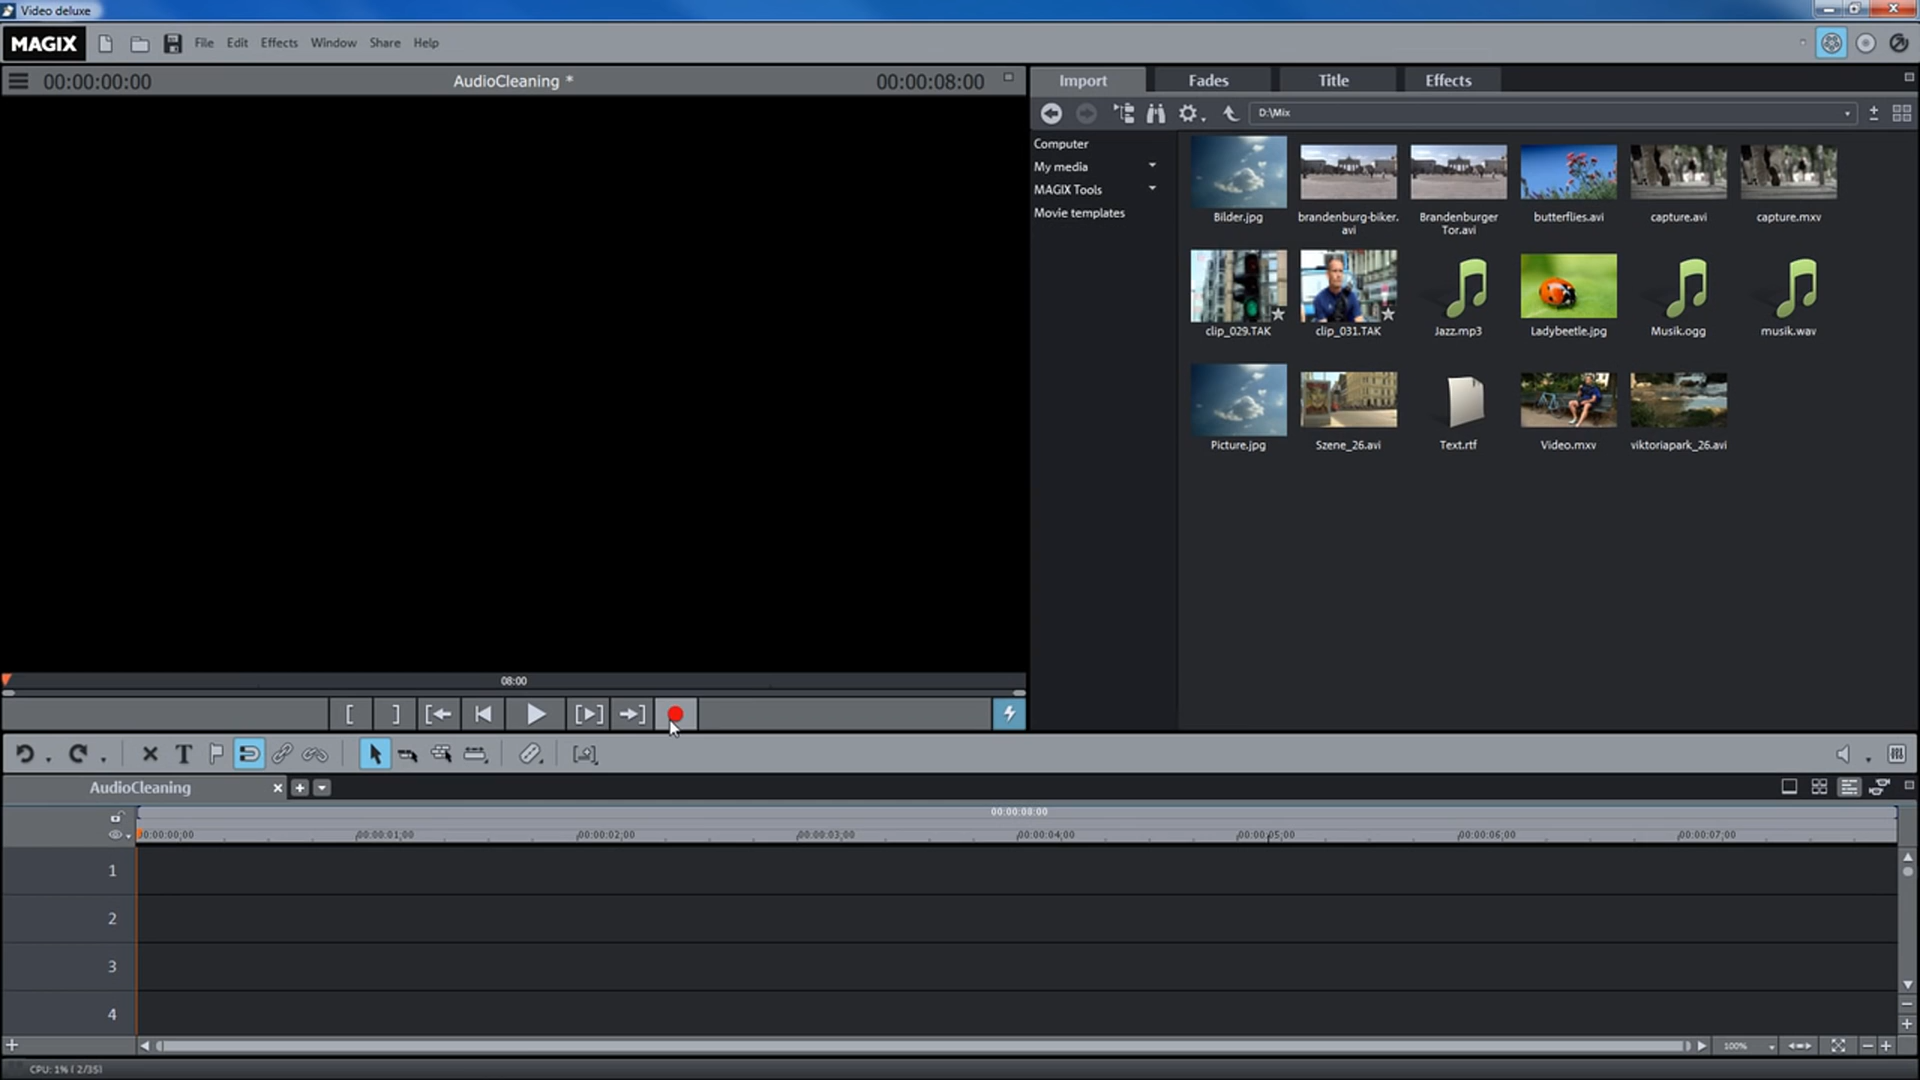 Video deluxe
MAGIX File Edit Effects Window Share Help
00:00:00:00 AudioCleaning * 00:00:08:00
Import Fades Title Effects
D:\Mix
Computer
My media
MAGIX Tools
Movie templates
Bilder.jpg brandenburg-biker.avi Brandenburger Tor.avi butterflies.avi capture.avi capture.mxv
clip_029.TAK clip_031.TAK Jazz.mp3 Ladybeetle.jpg Musik.ogg musik.wav
Picture.jpg Szene_26.avi Text.rtf Video.mxv viktoriapark_26.avi
08:00
T
AudioCleaning
00:00:08:00
00:00:00;00 00:00:01;00 00:00:02;00 00:00:03;00 00:00:04;00 00:00:05;00 00:00:06;00 00:00:07;00
1
2
3
4
100%
CPU: 1% ( 2/35)